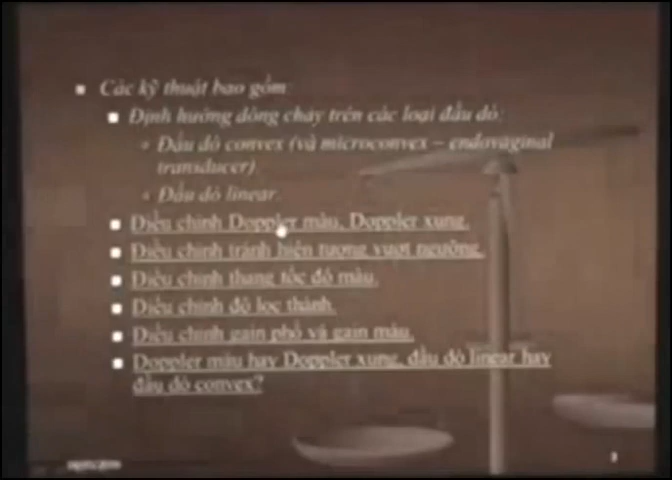 Các kỹ thuật bao gồm:
Định hướng dòng chảy trên các loại đầu dò:
Đầu dò convex (và microconvex – endovaginal
transducer)
Đầu dò linear.
Điều chỉnh Doppler màu, Doppler xung.
Điều chỉnh tránh hiện tượng vượt ngưỡng.
Điều chỉnh thang tốc độ màu.
Điều chỉnh độ lọc thành.
Điều chỉnh gain phổ và gain màu.
Doppler màu hay Doppler xung, đầu dò linear hay
đầu dò convex?